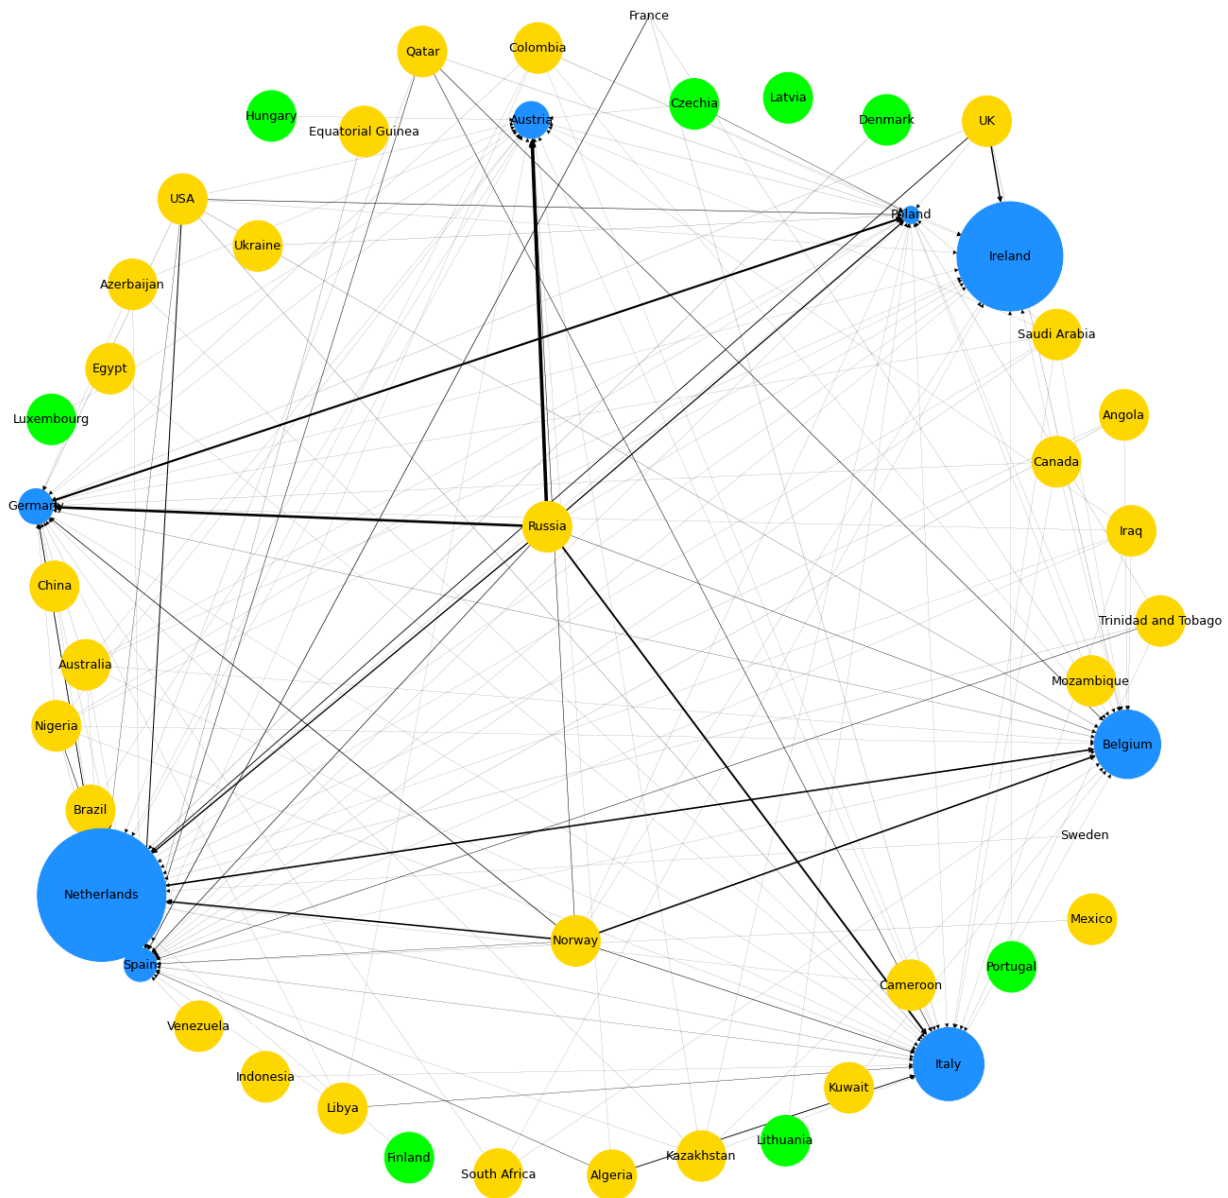 France
Colombia
Qatar
Latvia
Czechia
Hungary
Austria
Denmark
UK
Equatorial Guinea
USA
Poland
Ukraine
Ireland
Azerbaijan
Saudi Arabia
Egypt
Angola
Luxembourg
Canada
Germany
Russia
Iraq
China
Trinidad and Tobago
Australia
Mozambique
Nigeria
Belgium
Brazil
Sweden
Netherlands
Mexico
Norway
Spain
Portugal
Cameroon
Venezuela
Italy
Indonesia
Kuwait
Libya
Lithuania
Kazakhstan
Finland
South Africa
Algeria